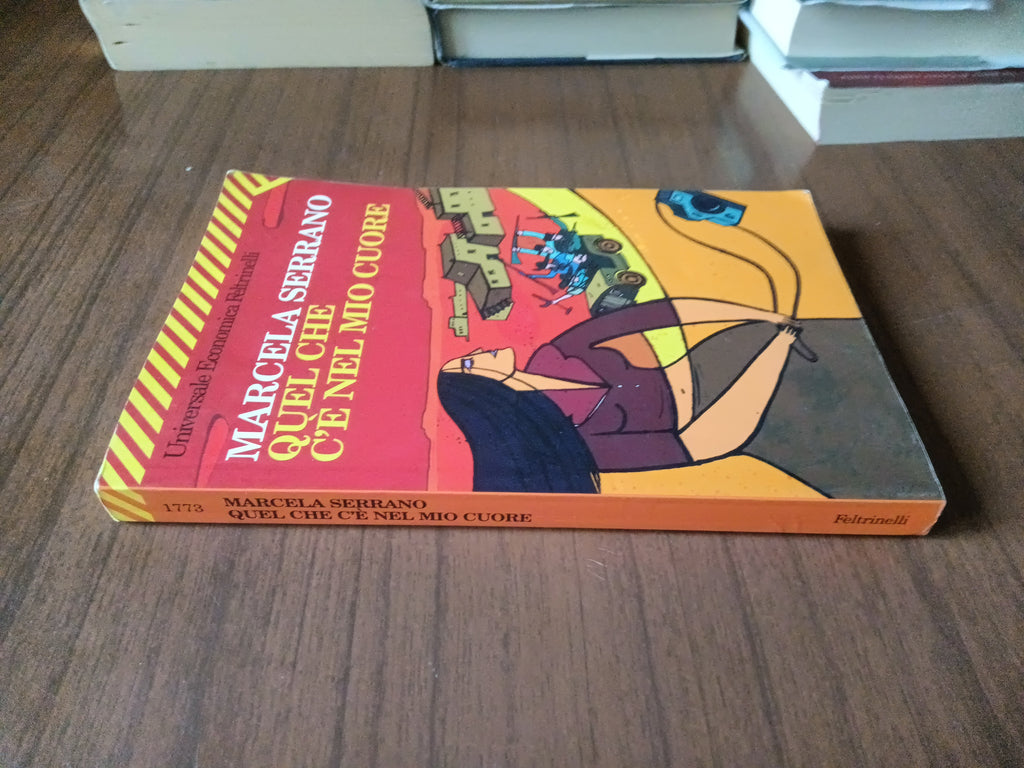 Universale Economica Feltrinelli
MARCELA SERRANO
QUEL CHE
C'È NEL MIO CUORE
1773
MARCELA SERRANO
QUEL CHE C'È NEL MIO CUORE
Feltrinelli